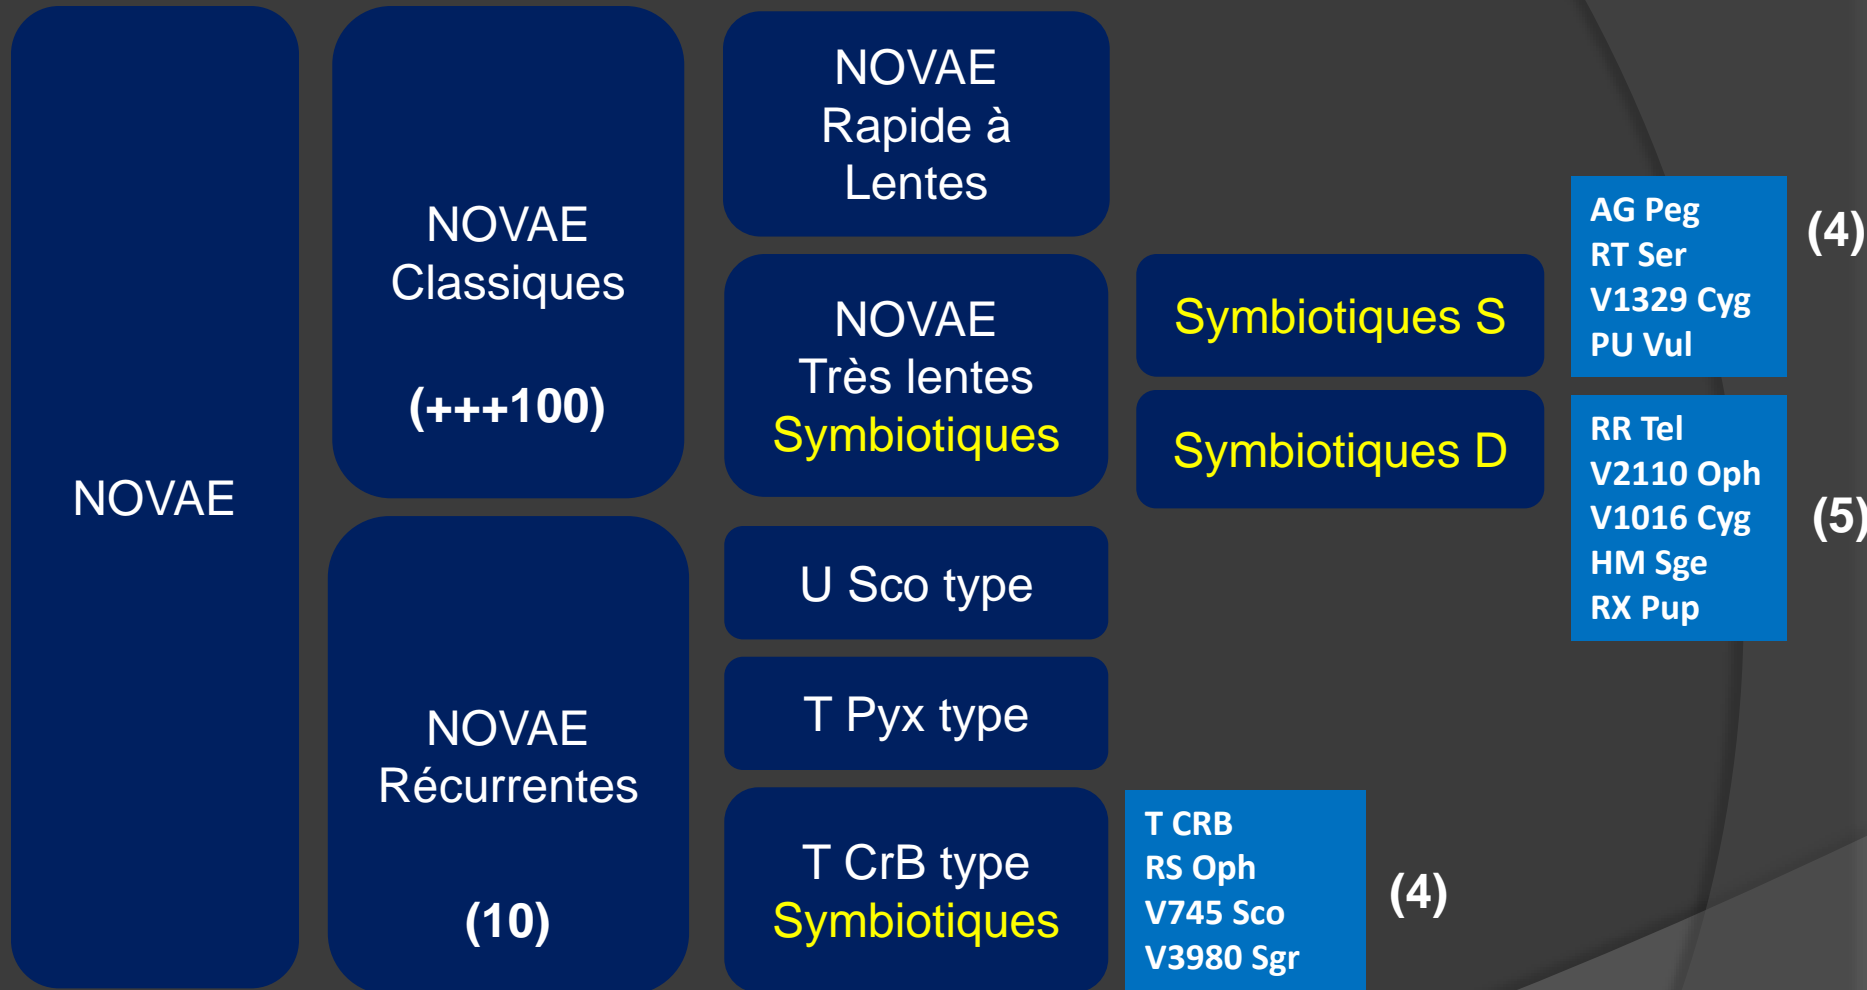 NOVAE
NOVAE
Classiques
(+++100)
NOVAE
Récurrentes
(10)
NOVAE
Rapide à
Lentes
NOVAE
Très lentes
Symbiotiques
U Sco type
T Pyx type
T CrB type
Symbiotiques
Symbiotiques S
Symbiotiques D
AG Peg
RT Ser
V1329 Cyg
PU Vul
(4)
RR Tel
V2110 Oph
V1016 Cyg
HM Sge
RX Pup
(5)
T CRB
RS Oph
V745 Sco
V3980 Sgr
(4)